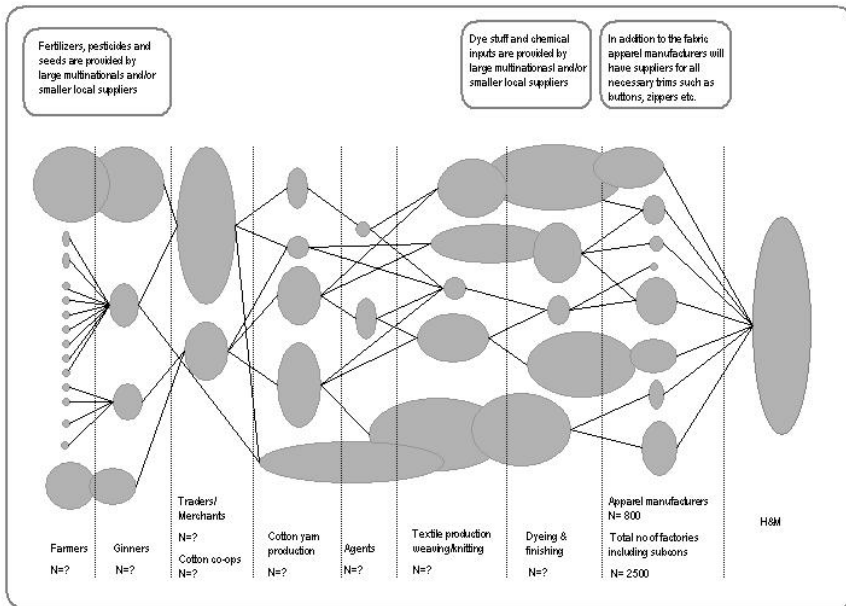 Fertilizers, pesticides and
seeds are provided by
large multinationals and/or
smaller local suppliers
Dye stuff and chemical
inputs are provided by
large multinationasl and/or
smaller local suppliers
In addition to the fabric
apparel manufacturers will
have suppliers for all
necessary trims such as
buttons, zippers etc.
Farmers
N=?
Ginners
N=?
Traders/
Merchants
N=?
Cotton co-ops
N=?
Cotton yarn
production
N=?
Agents
N=?
Textile production
weaving/knitting
N=?
Dyeing &
finishing
N=?
Apparel manufacturers
N= 800
Total no of factories
including subcons
N= 2500
H&M